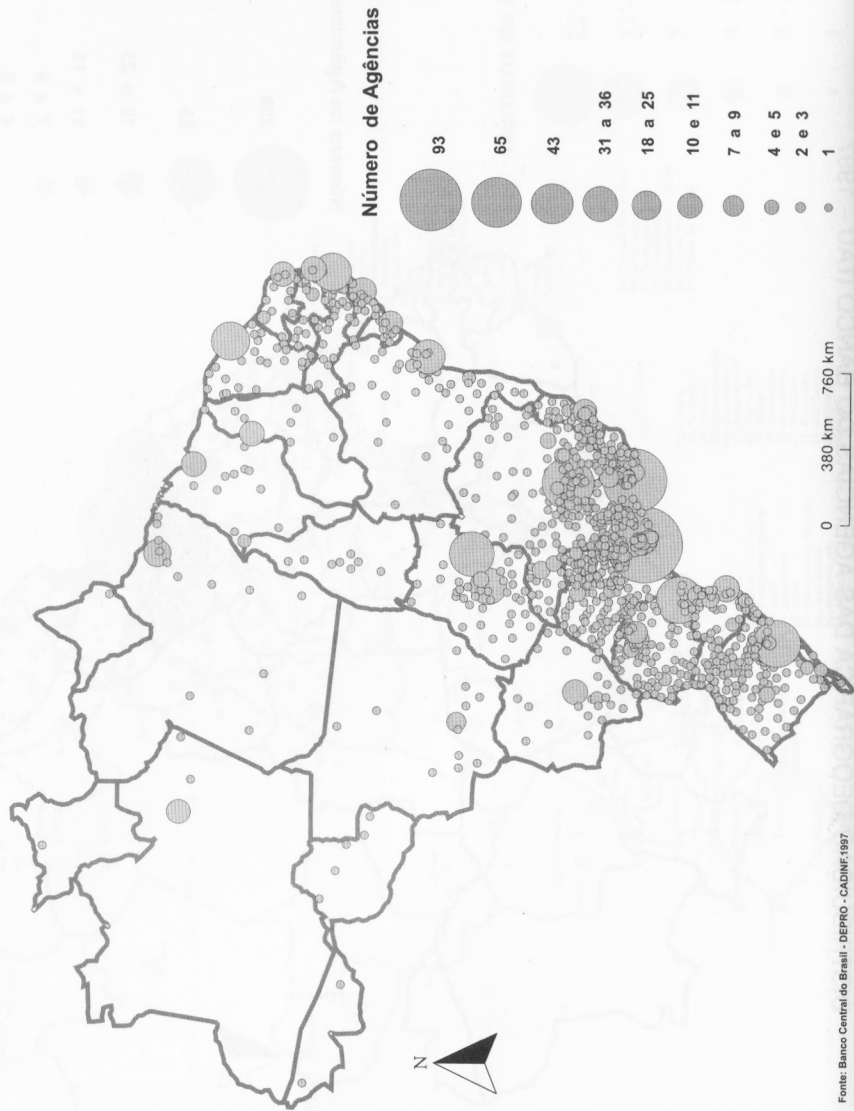 Número de Agências
93
65
43
31 a 36
18 a 25
10 e 11
7 a 9
4 e 5
2 e 3
1
N
0 380 km 760 km
Fonte: Banco Central do Brasil - DEPRO - CADINF.1997